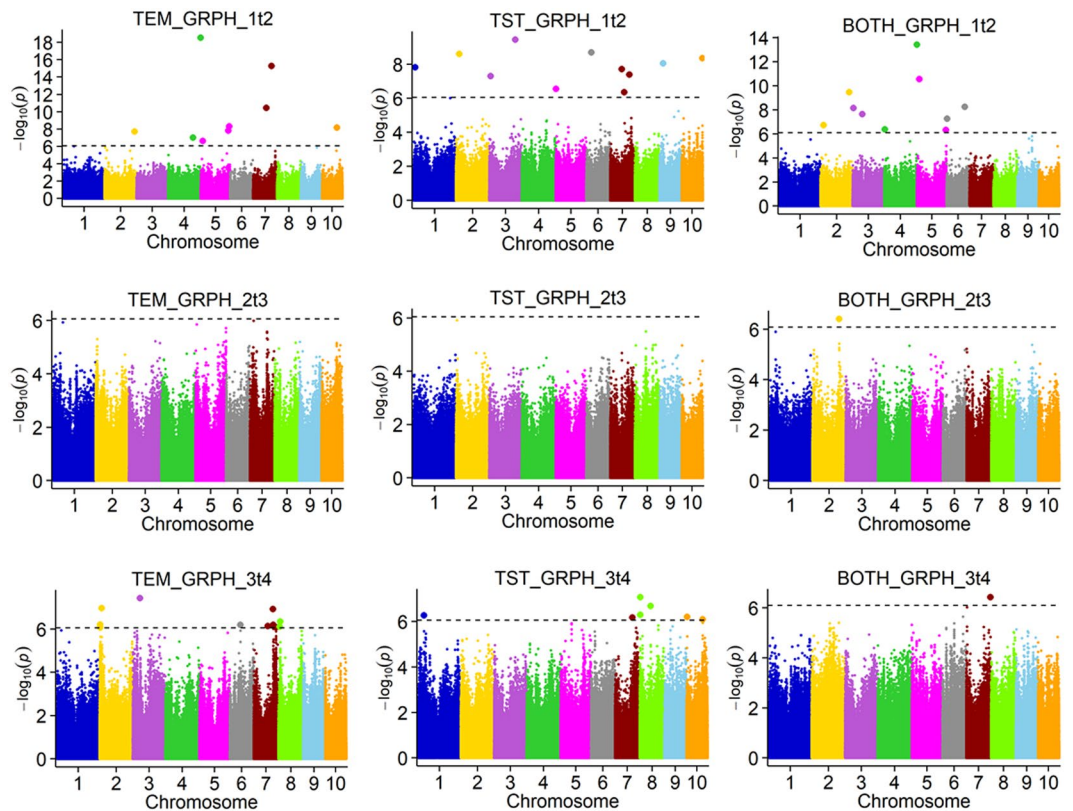 TEM_GRPH_1t2
TST_GRPH_1t2
BOTH_GRPH_1t2
−log₁₀(p)
18
16
14
12
10
8
6
4
2
0
1 2 3 4 5 6 7 8 9 10
Chromosome
−log₁₀(p)
8
6
4
2
0
1 2 3 4 5 6 7 8 9 10
Chromosome
−log₁₀(p)
14
12
10
8
6
4
2
0
1 2 3 4 5 6 7 8 9 10
Chromosome
TEM_GRPH_2t3
TST_GRPH_2t3
BOTH_GRPH_2t3
−log₁₀(p)
6
4
2
0
1 2 3 4 5 6 7 8 9 10
Chromosome
−log₁₀(p)
6
4
2
0
1 2 3 4 5 6 7 8 9 10
Chromosome
−log₁₀(p)
6
4
2
0
1 2 3 4 5 6 7 8 9 10
Chromosome
TEM_GRPH_3t4
TST_GRPH_3t4
BOTH_GRPH_3t4
−log₁₀(p)
6
4
2
0
1 2 3 4 5 6 7 8 9 10
Chromosome
−log₁₀(p)
8
6
4
2
0
1 2 3 4 5 6 7 8 9 10
Chromosome
−log₁₀(p)
6
4
2
0
1 2 3 4 5 6 7 8 9 10
Chromosome